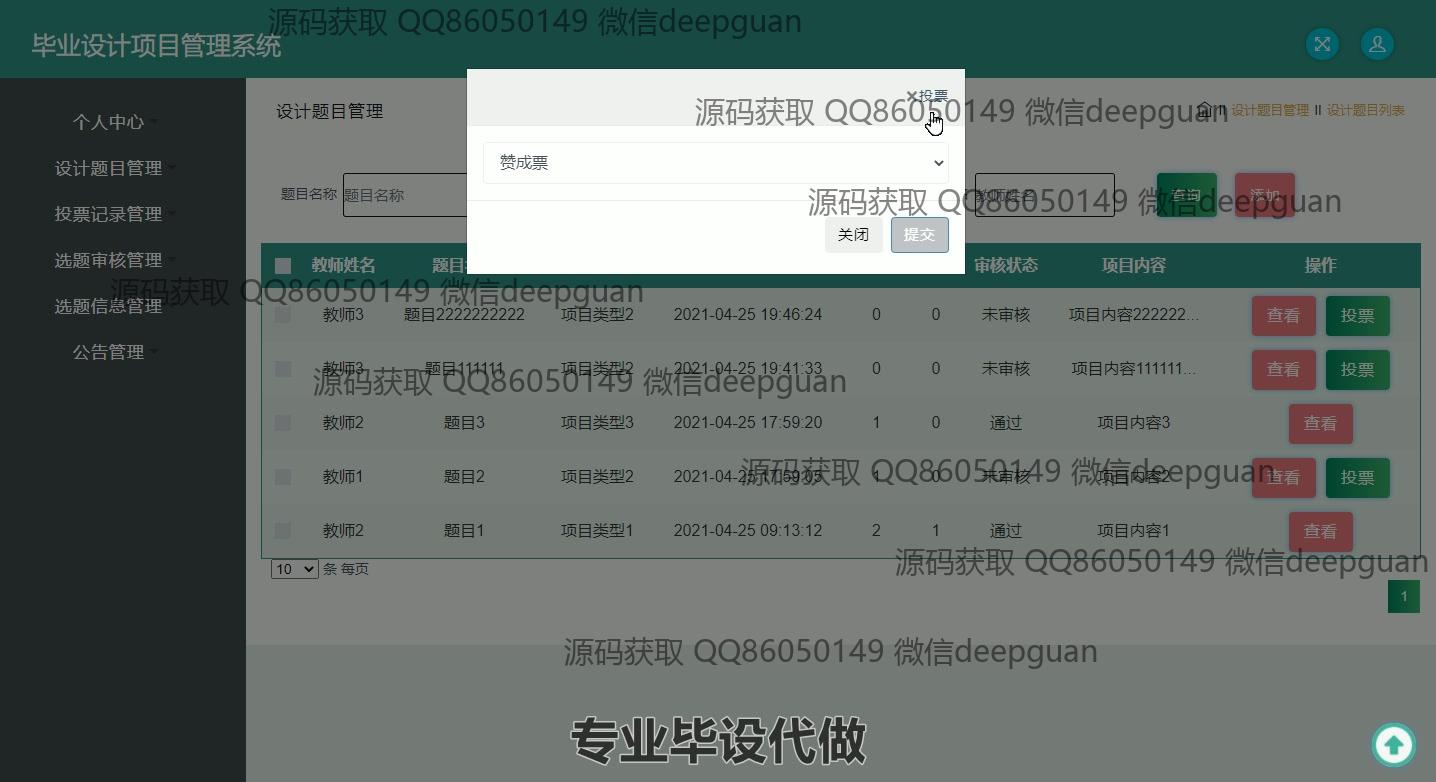 源码获取 QQ86050149 微信deepguan
毕业设计项目管理系统
个人中心
设计题目管理
投票记录管理
选题审核管理
选题信息管理
公告管理
设计题目管理
设计题目管理 设计题目列表
×投票
源码获取 QQ86050149 微信deepguan
赞成票
关闭 提交
题目名称 题目名称 教师姓名 查询 添加
源码获取 QQ86050149 微信deepguan
教师姓名 题目 审核状态 项目内容 操作
源码获取 QQ86050149 微信deepguan
教师3 题目2222222222 项目类型2 2021-04-25 19:46:24 0 0 未审核 项目内容222222... 查看 投票
教师3 题目111111 项目类型2 2021-04-25 19:41:33 0 0 未审核 项目内容111111... 查看 投票
源码获取 QQ86050149 微信deepguan
教师2 题目3 项目类型3 2021-04-25 17:59:20 1 0 通过 项目内容3 查看
教师1 题目2 项目类型2 2021-04-25 17:59:05 1 0 未审核 项目内容2 查看 投票
源码获取 QQ86050149 微信deepguan
教师2 题目1 项目类型1 2021-04-25 09:13:12 2 1 通过 项目内容1 查看
源码获取 QQ86050149 微信deepguan
10 条 每页
1
源码获取 QQ86050149 微信deepguan
专业毕设代做